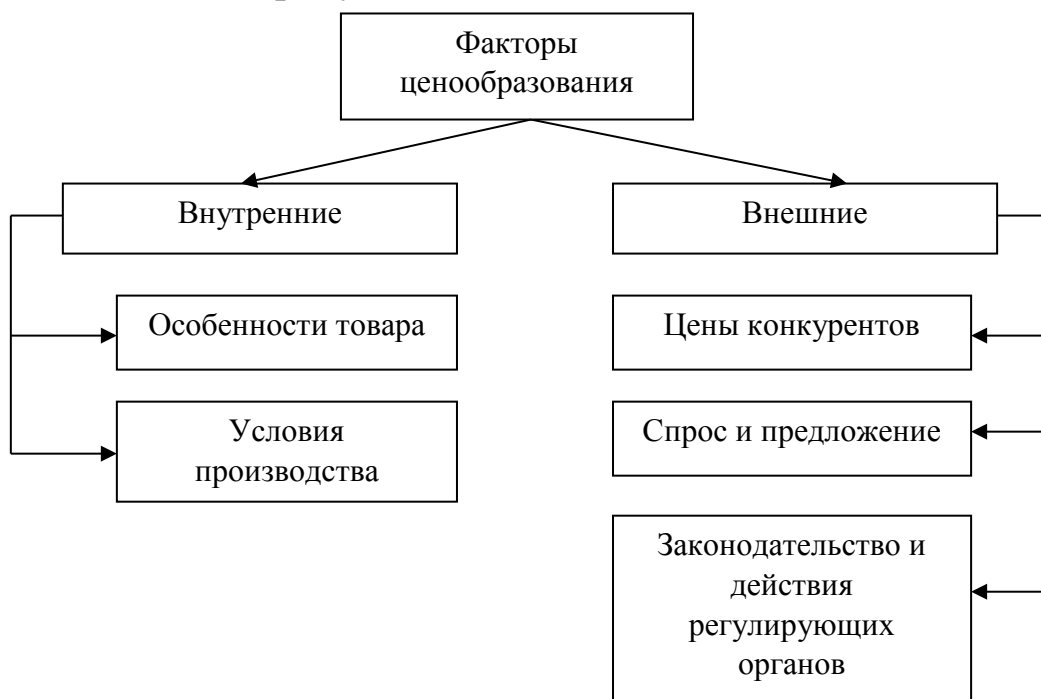 Факторы
ценообразования
Внутренние
Внешние
Особенности товара
Цены конкурентов
Условия
производства
Спрос и предложение
Законодательство и
действия
регулирующих
органов